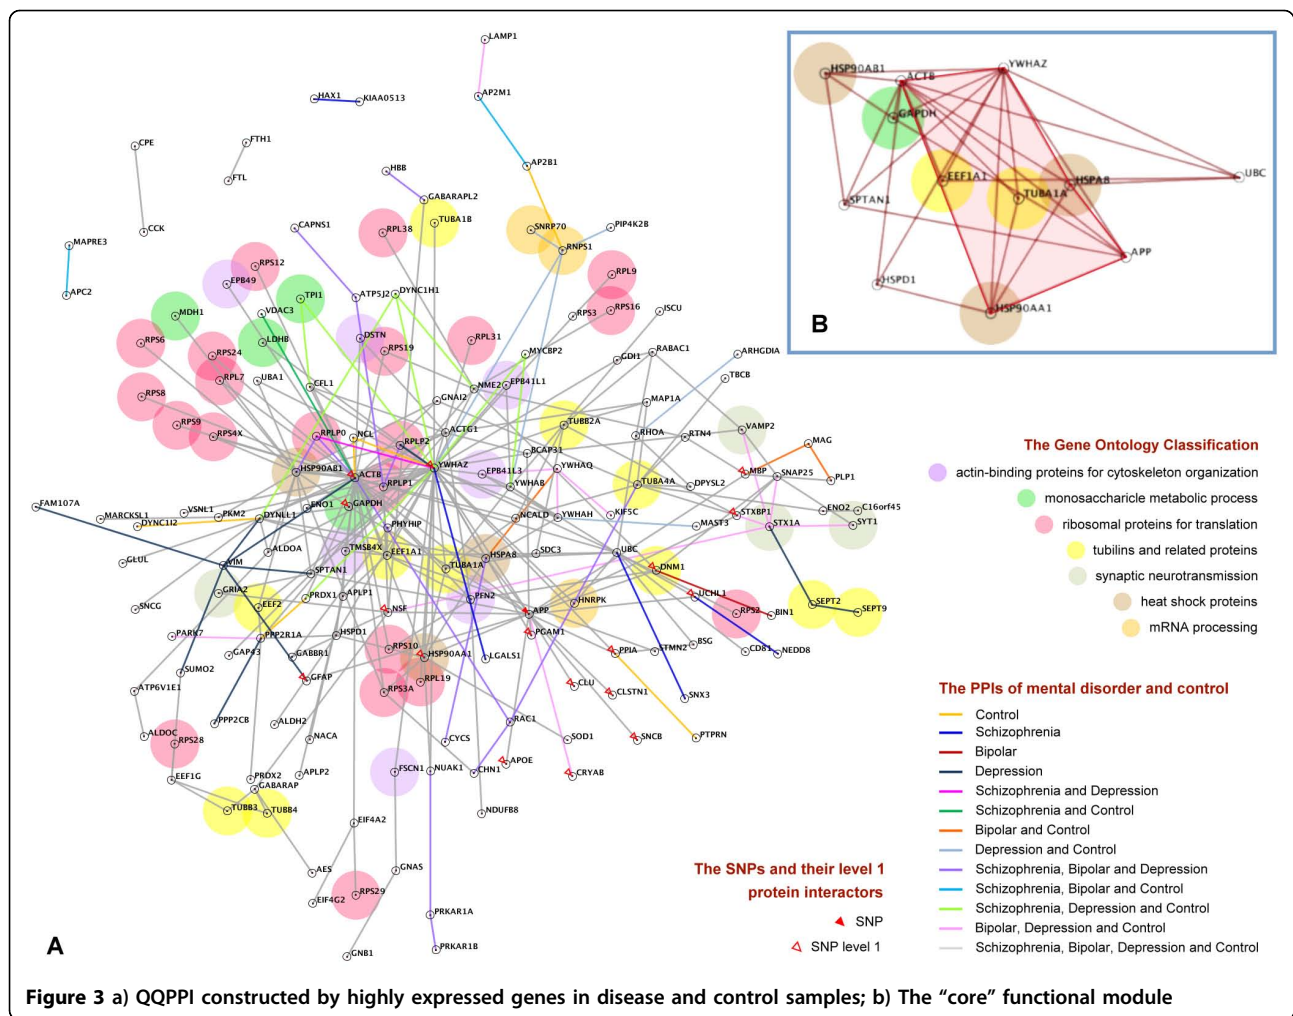 LAMP1
HAX1
KIAA0513
AP2M1
CPE
FTH1
FTL
CCK
HBB
GABARAPL2
AP2B1
MAPRE3
APC2
CAPNS1
RPL38
TUBA1B
SNRP70
PIP4K2B
RNPS1
RPS12
EPB49
TPI1
ATP5J2
DYNC1H1
RPL9
MDH1
VDAC3
RPS3
RPS16
ISCU
RPS6
LDHB
DSTN
RPS19
RPL31
MYCBP2
GDI1
RABAC1
ARHGDIA
RPS24
RPL7
UBA1
CFL1
NME2
EPB41L1
TBCB
RPS8
GNAI2
MAP1A
RPS9
RPS4X
RPLP0
NCL
RPLP2
ACTG1
TUBB2A
RHOA
RTN4
VAMP2
MAG
BCAP31
HSP90AB1
ACTB
YWHAZ
EPB41L3
YWHAQ
MBP
SNAP25
PLP1
RPLP1
YWHAB
TUBA4A
DPYSL2
FAM107A
MARCKSL1
VSNL1
PKM2
DYNC1I2
DYNLL1
ENO1
GAPDH
PHYHIP
NCALD
YWHAH
KIF5C
MAST3
STXBP1
STX1A
ENO2
C16orf45
SYT1
GLUL
ALDOA
TMSB4X
EEF1A1
HSPA8
SDC3
UBC
VIM
SPTAN1
TUBA1A
DNM1
GRIA2
SNCG
EEF2
PRDX1
APLP1
NSF
PFN2
APP
HNRPK
UCHL1
RPS2
BIN1
SEPT2
SEPT9
PARK7
PPP2R1A
HSPD1
PGAM1
GAP43
GABBR1
RPS10
HSP90AA1
LGALS1
PPIA
STMN2
BSG
CD81
NEDD8
SUMO2
GFAP
RPL19
RPS3A
CLU
CLSTN1
SNX3
ATP6V1E1
PPP2CB
ALDH2
RAC1
ALDOC
RPS28
NACA
CYCS
SOD1
SNCB
PTPRN
EEF1G
PRDX2
GABARAP
APLP2
FSCN1
NUAK1
CHN1
APOE
CRYAB
TUBB3
TUBB4
EIF4A2
NDUFB8
AES
GNAS
RPS29
EIF4G2
PRKAR1A
GNB1
PRKAR1B
A
HSP90AB1
ACTB
YWHAZ
GAPDH
EEF1A1
TUBA1A
HSPA8
UBC
SPTAN1
APP
HSPD1
HSP90AA1
B
The Gene Ontology Classification
actin-binding proteins for cytoskeleton organization
monosaccharicle metabolic process
ribosomal proteins for translation
tubilins and related proteins
synaptic neurotransmission
heat shock proteins
mRNA processing
The PPIs of mental disorder and control
Control
Schizophrenia
Bipolar
Depression
Schizophrenia and Depression
Schizophrenia and Control
Bipolar and Control
Depression and Control
Schizophrenia, Bipolar and Depression
Schizophrenia, Bipolar and Control
Schizophrenia, Depression and Control
Bipolar, Depression and Control
Schizophrenia, Bipolar, Depression and Control
The SNPs and their level 1
protein interactors
SNP
SNP level 1
Figure 3 a) QQPPI constructed by highly expressed genes in disease and control samples; b) The “core” functional module